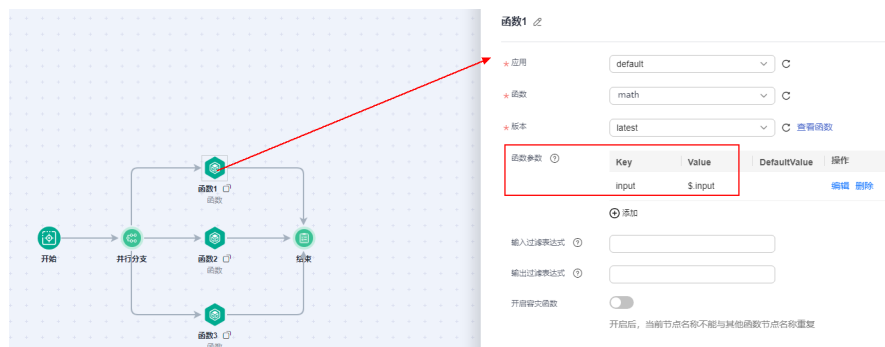 函数1
应用
default
函数
math
版本
latest
查看函数
函数参数
Key Value DefaultValue 操作
input $.input 编辑 删除
添加
输入过滤表达式
输出过滤表达式
开启容灾函数
开启后，当前节点名称不能与其他函数节点名称重复
函数1
函数
开始
并行分支
函数2
函数
结束
函数3
函数